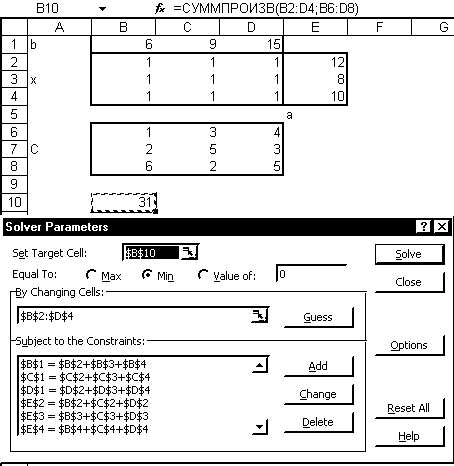 B10 fx =СУММПРОИЗВ(B2:D4;B6:D8)
A B C D E F G
1 b 6 9 15
2 1 1 1 12
3 x 1 1 1 8
4 1 1 1 10
5 a
6 1 3 4
7 C 2 5 3
8 6 2 5
9
10 31
Solver Parameters ? ×
Set Target Cell: $B$10 Solve
Equal To: Max Min Value of: 0 Close
By Changing Cells:
$B$2:$D$4 Guess
Subject to the Constraints: Options
$B$1 = $B$2+$B$3+$B$4 Add
$C$1 = $C$2+$C$3+$C$4
$D$1 = $D$2+$D$3+$D$4 Change
$E$2 = $B$2+$C$2+$D$2 Reset All
$E$3 = $B$3+$C$3+$D$3 Delete
$E$4 = $B$4+$C$4+$D$4 Help